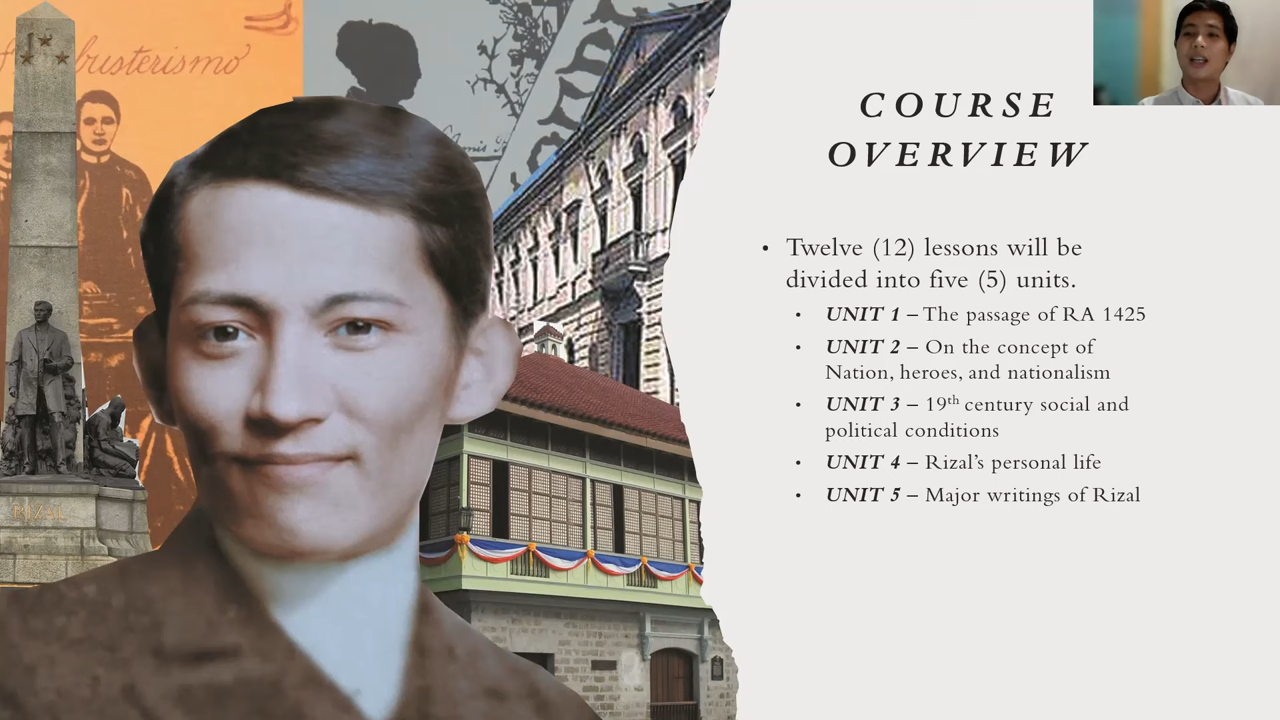 busterismo
RIZAL
COURSE
OVERVIEW
• Twelve (12) lessons will be
divided into five (5) units.
• UNIT 1 – The passage of RA 1425
• UNIT 2 – On the concept of
Nation, heroes, and nationalism
• UNIT 3 – 19th century social and
political conditions
• UNIT 4 – Rizal’s personal life
• UNIT 5 – Major writings of Rizal